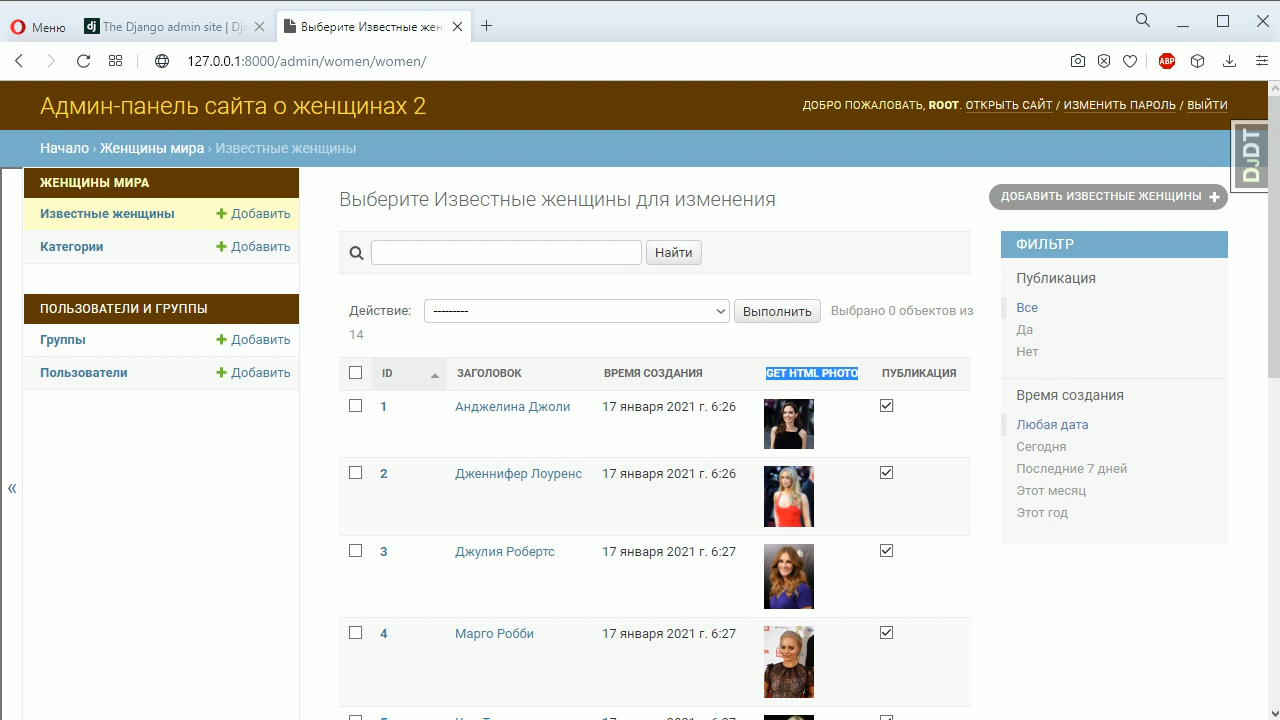 Меню
The Django admin site | Dja
Выберите Известные жен
127.0.0.1:8000/admin/women/women/
ABP
Админ-панель сайта о женщинах 2
ДОБРО ПОЖАЛОВАТЬ, ROOT. ОТКРЫТЬ САЙТ / ИЗМЕНИТЬ ПАРОЛЬ / ВЫЙТИ
Начало › Женщины мира › Известные женщины
DJDT
ЖЕНЩИНЫ МИРА
Известные женщины + Добавить
Категории + Добавить
ПОЛЬЗОВАТЕЛИ И ГРУППЫ
Группы + Добавить
Пользователи + Добавить
«
Выберите Известные женщины для изменения
ДОБАВИТЬ ИЗВЕСТНЫЕ ЖЕНЩИНЫ +
Найти
Действие: --------- Выполнить Выбрано 0 объектов из
14
ID ЗАГОЛОВОК ВРЕМЯ СОЗДАНИЯ GET HTML PHOTO ПУБЛИКАЦИЯ
1 Анджелина Джоли 17 января 2021 г. 6:26
2 Дженнифер Лоуренс 17 января 2021 г. 6:26
3 Джулия Робертс 17 января 2021 г. 6:27
4 Марго Робби 17 января 2021 г. 6:27
ФИЛЬТР
Публикация
Все
Да
Нет
Время создания
Любая дата
Сегодня
Последние 7 дней
Этот месяц
Этот год